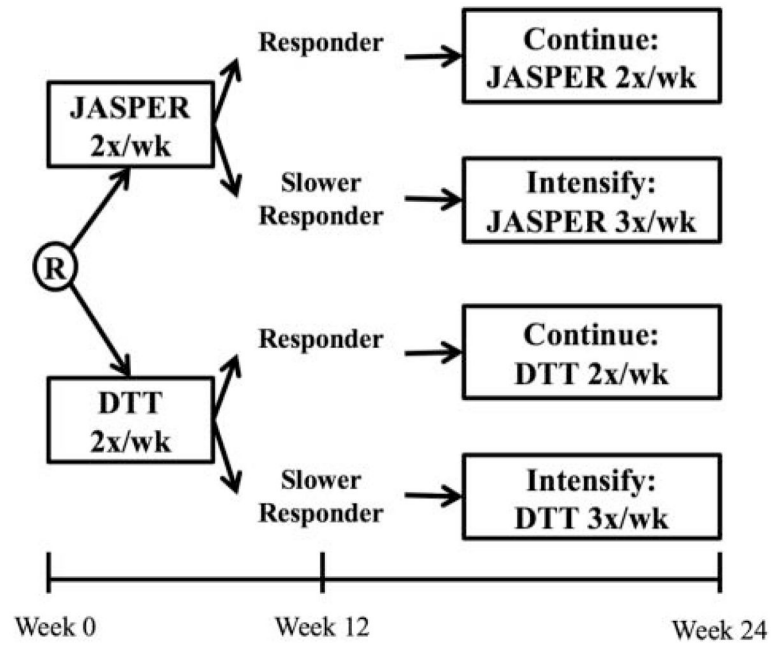 Responder
Continue:
JASPER 2x/wk
JASPER
2x/wk
Slower
Responder
Intensify:
JASPER 3x/wk
R
Responder
Continue:
DTT 2x/wk
DTT
2x/wk
Slower
Responder
Intensify:
DTT 3x/wk
Week 0
Week 12
Week 24